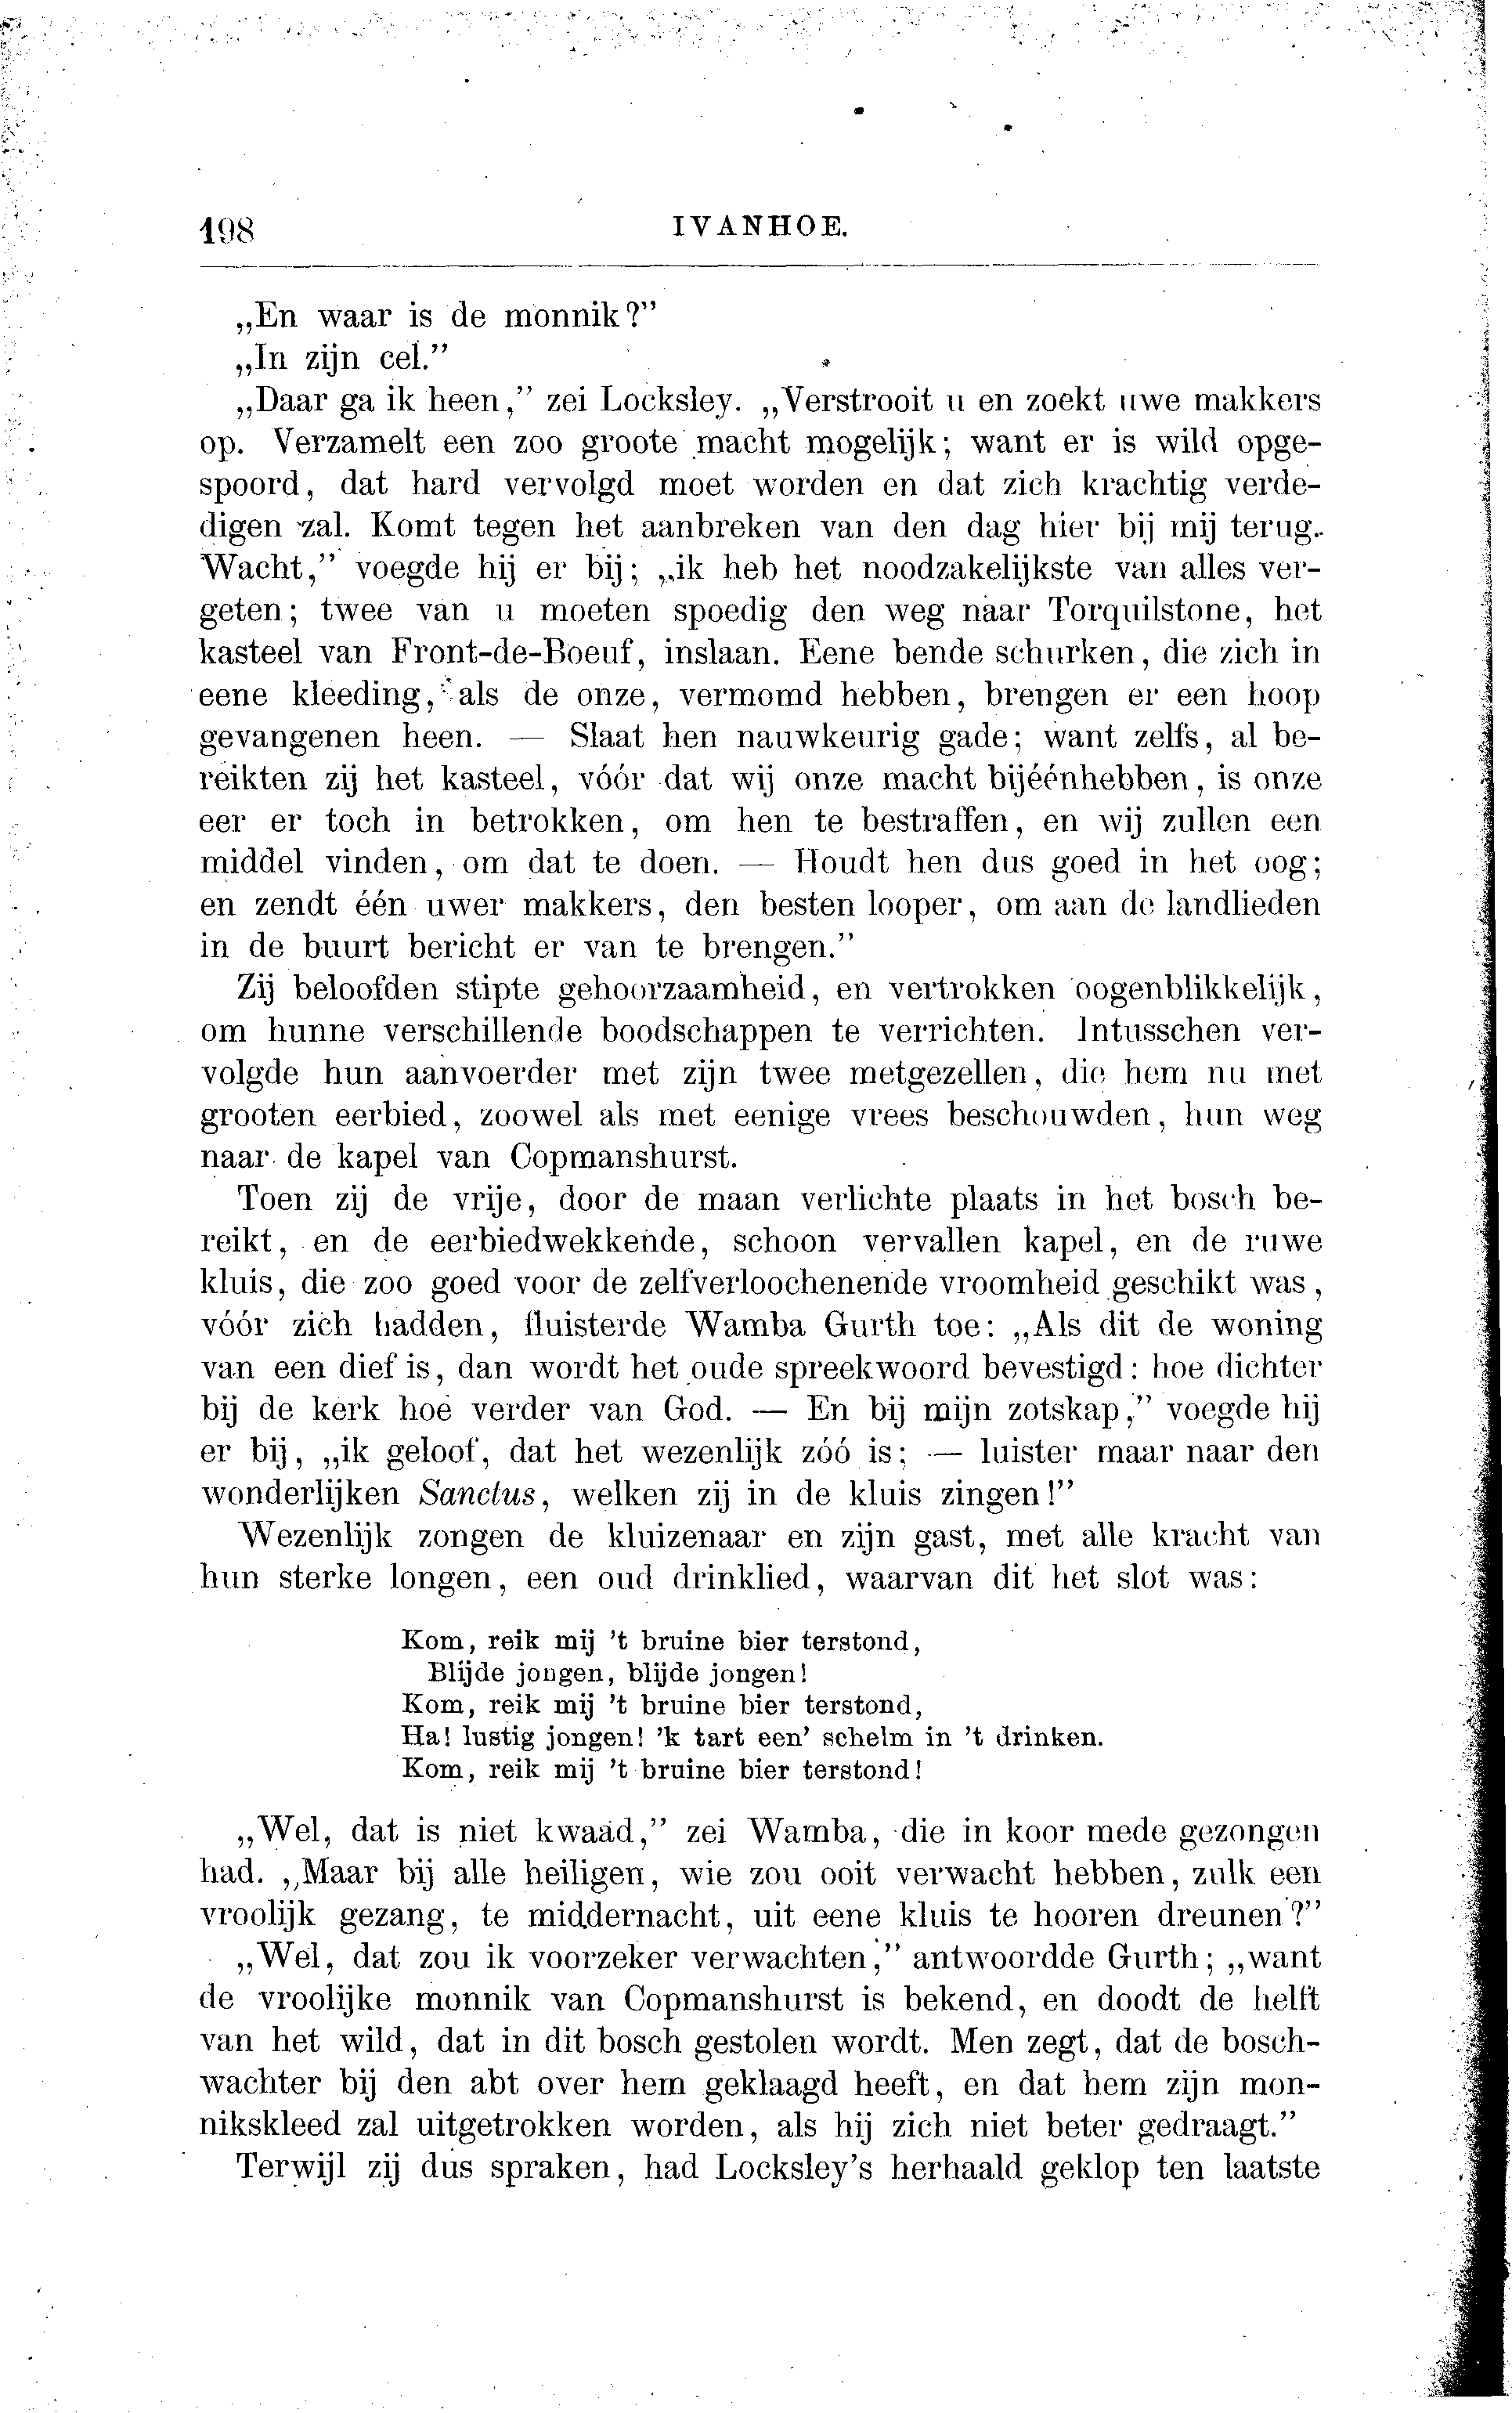 198
IVANHOE.
„En waar is de monnik?”
„In zijn cel.”
„Daar ga ik heen,” zei Locksley. „Verstrooit u en zoekt uwe makkers
op. Verzamelt een zoo groote macht mogelijk; want er is wild opge-
spoord, dat hard vervolgd moet worden en dat zich krachtig verde-
digen zal. Komt tegen het aanbreken van den dag hier bij mij terug.
Wacht,” voegde hij er bij; „ik heb het noodzakelijkste van alles ver-
geten; twee van u moeten spoedig den weg naar Torquilstone, het
kasteel van Front-de-Boeuf, inslaan. Eene bende schurken, die zich in
eene kleeding, als de onze, vermomd hebben, brengen er een hoop
gevangenen heen. — Slaat hen nauwkeurig gade; want zelfs, al be-
reikten zij het kasteel, vóór dat wij onze macht bijéénhebben, is onze
eer er toch in betrokken, om hen te bestraffen, en wij zullen een
middel vinden, om dat te doen. — Houdt hen dus goed in het oog;
en zendt één uwer makkers, den besten looper, om aan de landlieden
in de buurt bericht er van te brengen.”
Zij beloofden stipte gehoorzaamheid, en vertrokken oogenblikkelijk,
om hunne verschillende boodschappen te verrichten. Intusschen ver-
volgde hun aanvoerder met zijn twee metgezellen, die hem nu met
grooten eerbied, zoowel als met eenige vrees beschouwden, hun weg
naar de kapel van Copmanshurst.
Toen zij de vrije, door de maan verlichte plaats in het bosch be-
reikt, en de eerbiedwekkende, schoon vervallen kapel, en de ruwe
kluis, die zoo goed voor de zelfverloochenende vroomheid geschikt was,
vóór zich hadden, fluisterde Wamba Gurth toe: „Als dit de woning
van een dief is, dan wordt het oude spreekwoord bevestigd: hoe dichter
bij de kerk hoe verder van God. — En bij mijn zotskap,” voegde hij
er bij, „ik geloof, dat het wezenlijk zóó is; — luister maar naar den
wonderlijken Sanctus, welken zij in de kluis zingen!”
Wezenlijk zongen de kluizenaar en zijn gast, met alle kracht van
hun sterke longen, een oud drinklied, waarvan dit het slot was:
Kom, reik mij ’t bruine bier terstond,
Blijde jongen, blijde jongen!
Kom, reik mij ’t bruine bier terstond,
Ha! lustig jongen! ’k tart een’ schelm in ’t drinken.
Kom, reik mij ’t bruine bier terstond!
„Wel, dat is niet kwaad,” zei Wamba, die in koor mede gezongen
had. „Maar bij alle heiligen, wie zou ooit verwacht hebben, zulk een
vroolijk gezang, te middernacht, uit eene kluis te hooren dreunen?”
„Wel, dat zou ik voorzeker verwachten,” antwoordde Gurth; „want
de vroolijke monnik van Copmanshurst is bekend, en doodt de helft
van het wild, dat in dit bosch gestolen wordt. Men zegt, dat de bosch-
wachter bij den abt over hem geklaagd heeft, en dat hem zijn mon-
nikskleed zal uitgetrokken worden, als hij zich niet beter gedraagt.”
Terwijl zij dus spraken, had Locksley’s herhaald geklop ten laatste